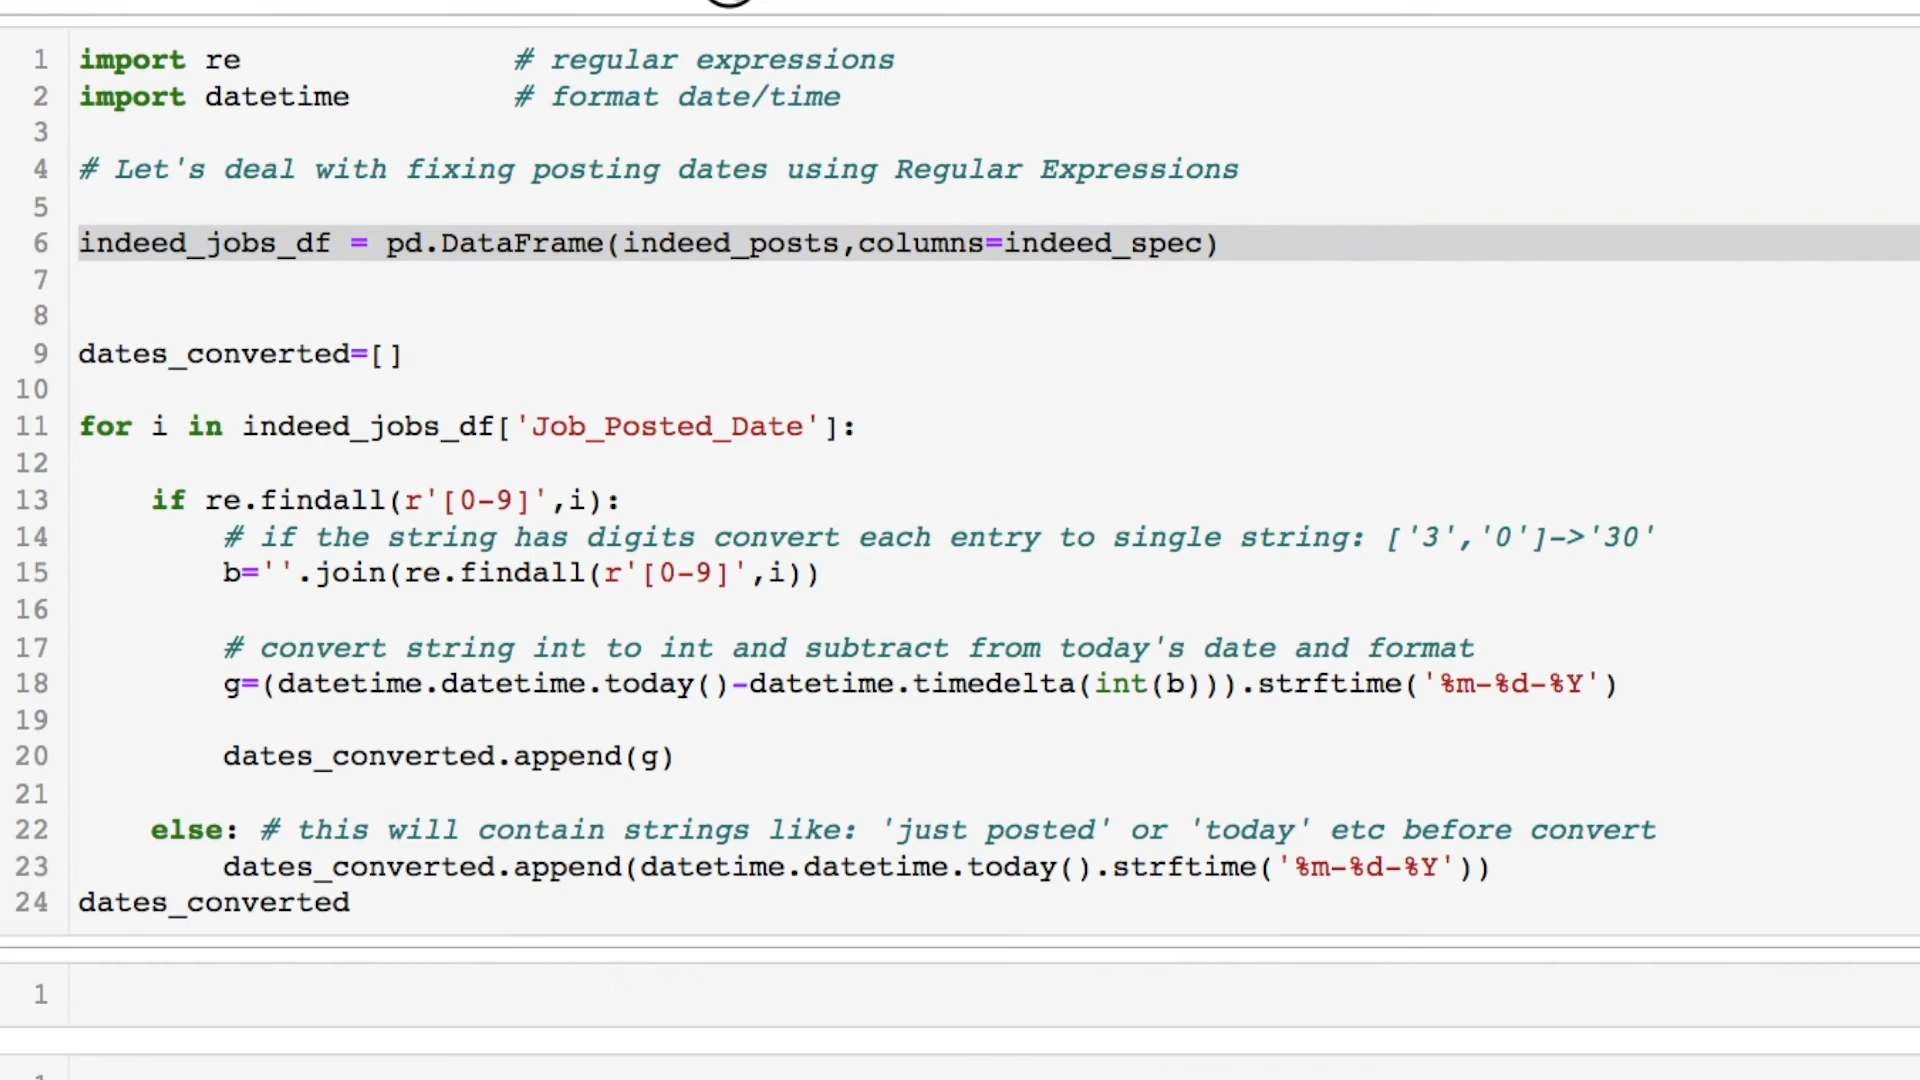 1 import re # regular expressions
2 import datetime # format date/time
3
4 # Let's deal with fixing posting dates using Regular Expressions
5
6 indeed_jobs_df = pd.DataFrame(indeed_posts,columns=indeed_spec)
7
8
9 dates_converted=[]
10
11 for i in indeed_jobs_df['Job_Posted_Date']:
12
13 if re.findall(r'[0-9]',i):
14 # if the string has digits convert each entry to single string: ['3','0']->'30'
15 b=''.join(re.findall(r'[0-9]',i))
16
17 # convert string int to int and subtract from today's date and format
18 g=(datetime.datetime.today()-datetime.timedelta(int(b))).strftime('%m-%d-%Y')
19
20 dates_converted.append(g)
21
22 else: # this will contain strings like: 'just posted' or 'today' etc before convert
23 dates_converted.append(datetime.datetime.today().strftime('%m-%d-%Y'))
24 dates_converted
1